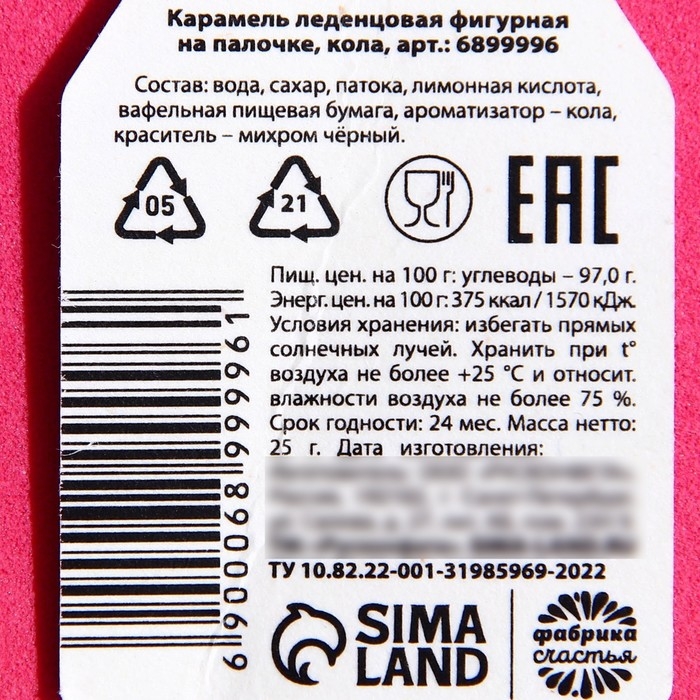 Карамель леденцовая фигурная
на палочке, кола, арт.: 6899996
Состав: вода, сахар, патока, лимонная кислота,
вафельная пищевая бумага, ароматизатор – кола,
краситель – михром чёрный.
05
21
EAC
Пищ. цен. на 100 г: углеводы – 97,0 г.
Энерг. цен. на 100 г: 375 ккал / 1570 кДж.
Условия хранения: избегать прямых
солнечных лучей. Хранить при t°
воздуха не более +25 °C и относит.
влажности воздуха не более 75 %.
Срок годности: 24 мес. Масса нетто:
25 г. Дата изготовления:
ТУ 10.82.22-001-31985969-2022
6900068999961
SIMA
LAND
фабрика
счастья